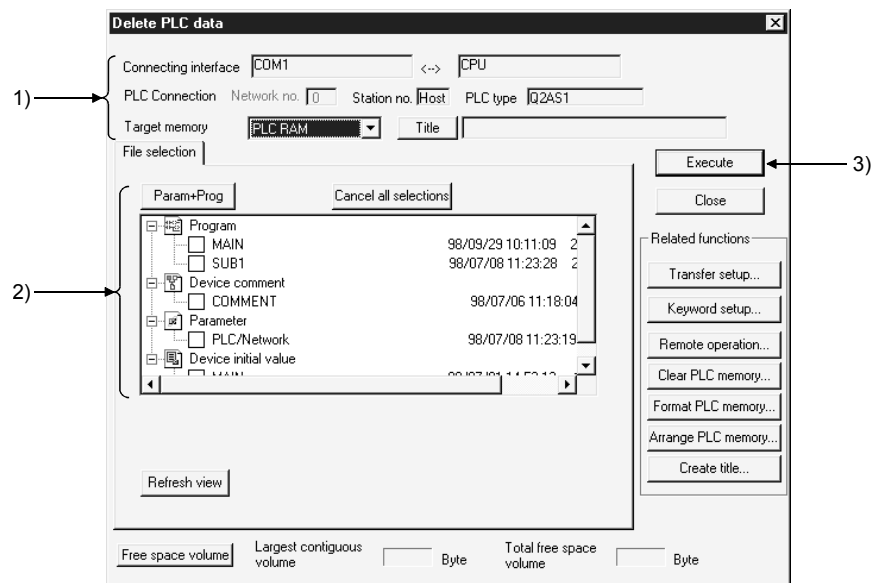 Delete PLC data
1)
Connecting interface COM1 <--> CPU
PLC Connection Network no. 0 Station no. Host PLC type Q2AS1
Target memory PLC RAM Title
File selection
Execute 3)
Param+Prog Cancel all selections Close
2)
Program
MAIN 98/09/29 10:11:09 2
SUB1 98/07/08 11:23:28 2
Device comment
COMMENT 98/07/06 11:18:04
Parameter
PLC/Network 98/07/08 11:23:19
Device initial value
Related functions
Transfer setup...
Keyword setup...
Remote operation...
Clear PLC memory...
Format PLC memory...
Arrange PLC memory...
Create title...
Refresh view
Free space volume Largest contiguous volume Byte Total free space volume Byte